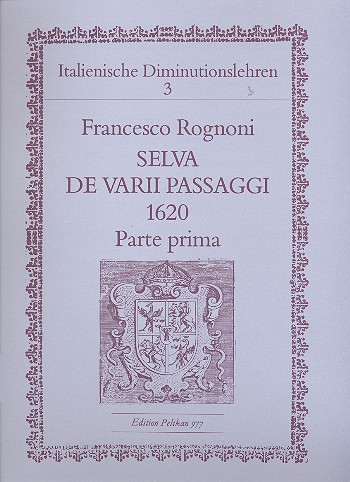 Italienische Diminutionslehren
3
Francesco Rognoni
SELVA
DE VARII PASSAGGI
1620
Parte prima
Edition Pelikan 977